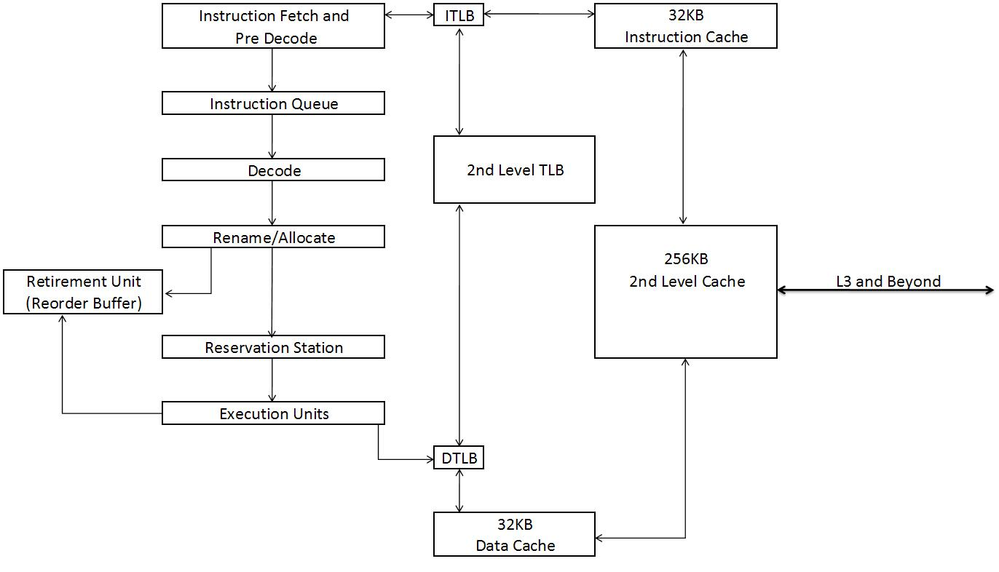 Instruction Fetch and
Pre Decode
ITLB
32KB
Instruction Cache
Instruction Queue
Decode
2nd Level TLB
Rename/Allocate
256KB
2nd Level Cache
L3 and Beyond
Retirement Unit
(Reorder Buffer)
Reservation Station
Execution Units
DTLB
32KB
Data Cache